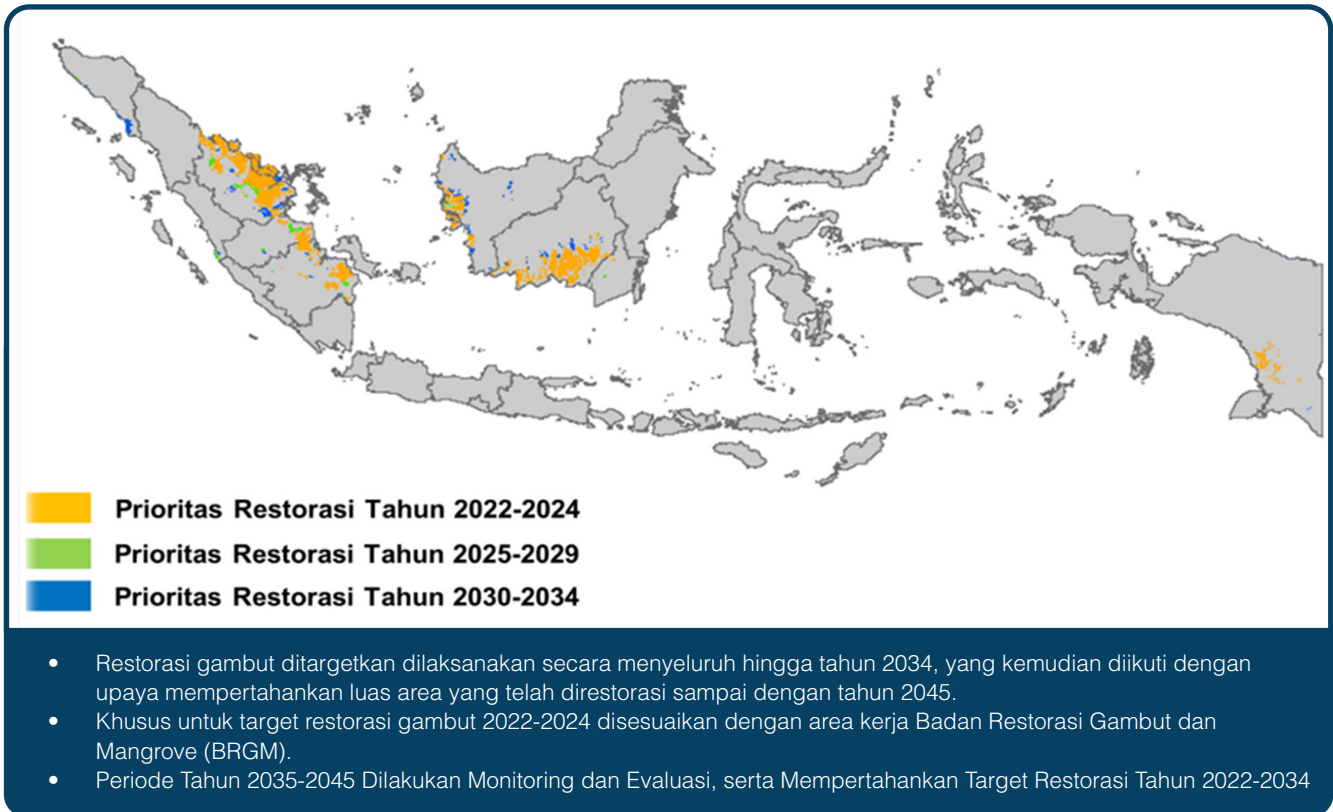 Prioritas Restorasi Tahun 2022-2024
Prioritas Restorasi Tahun 2025-2029
Prioritas Restorasi Tahun 2030-2034
• Restorasi gambut ditargetkan dilaksanakan secara menyeluruh hingga tahun 2034, yang kemudian diikuti dengan
upaya mempertahankan luas area yang telah direstorasi sampai dengan tahun 2045.
• Khusus untuk target restorasi gambut 2022-2024 disesuaikan dengan area kerja Badan Restorasi Gambut dan
Mangrove (BRGM).
• Periode Tahun 2035-2045 Dilakukan Monitoring dan Evaluasi, serta Mempertahankan Target Restorasi Tahun 2022-2034